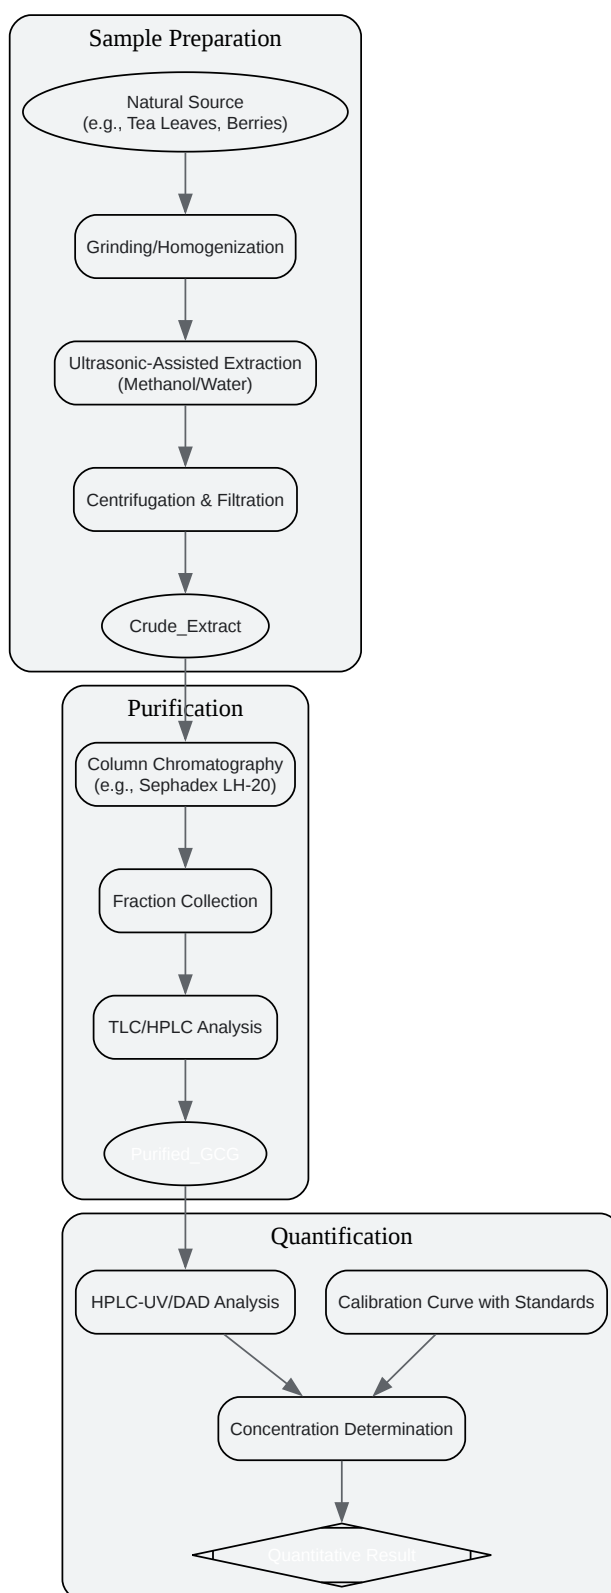 Sample Preparation
Natural Source
(e.g., Tea Leaves, Berries)
Grinding/Homogenization
Ultrasonic-Assisted Extraction
(Methanol/Water)
Centrifugation & Filtration
Crude_Extract
Purification
Column Chromatography
(e.g., Sephadex LH-20)
Fraction Collection
TLC/HPLC Analysis
Purified_GCG
Quantification
HPLC-UV/DAD Analysis
Calibration Curve with Standards
Concentration Determination
Quantitative Result